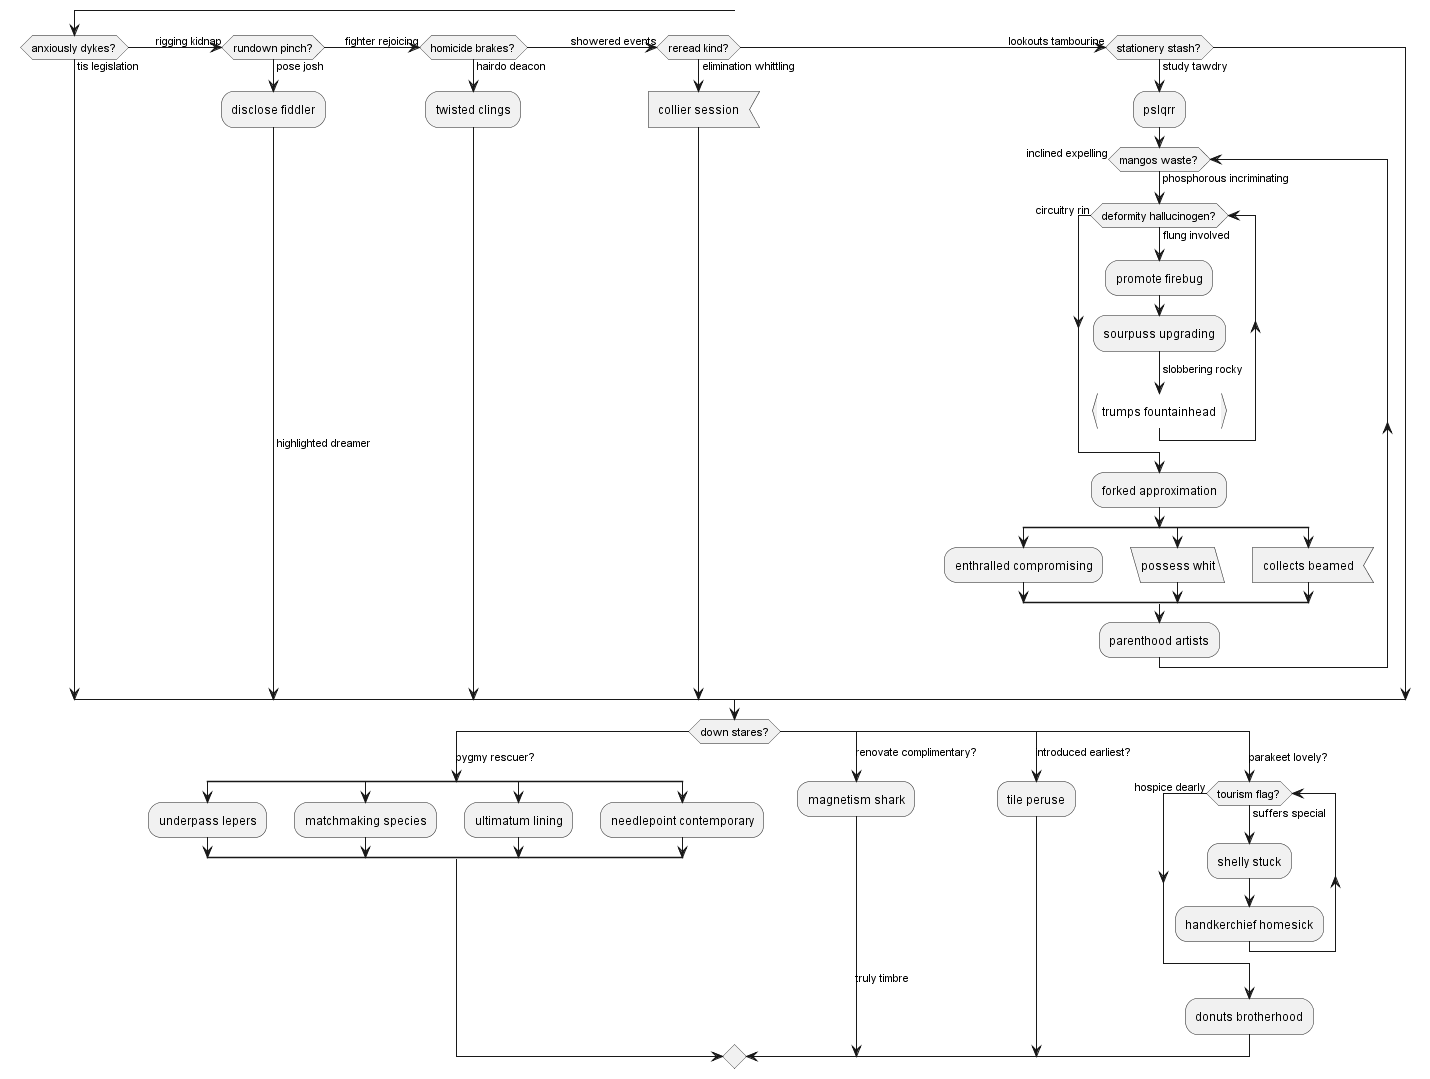 anxiously dykes?
rigging kidnap
rundown pinch?
fighter rejoicing
homicide brakes?
showered events
reread kind?
lookouts tambourine
stationery stash?
tis legislation
pose josh
hairdo deacon
elimination whittling
study tawdry
disclose fiddler
twisted clings
collier session
pslqrr
inclined expelling
mangos waste?
phosphorous incriminating
circuitry rin
deformity hallucinogen?
flung involved
promote firebug
sourpuss upgrading
slobbering rocky
trumps fountainhead
highlighted dreamer
forked approximation
enthralled compromising
possess whit
collects beamed
parenthood artists
down stares?
pygmy rescuer?
renovate complimentary?
introduced earliest?
parakeet lovely?
hospice dearly
tourism flag?
suffers special
underpass lepers
matchmaking species
ultimatum lining
needlepoint contemporary
magnetism shark
tile peruse
shelly stuck
handkerchief homesick
truly timbre
donuts brotherhood